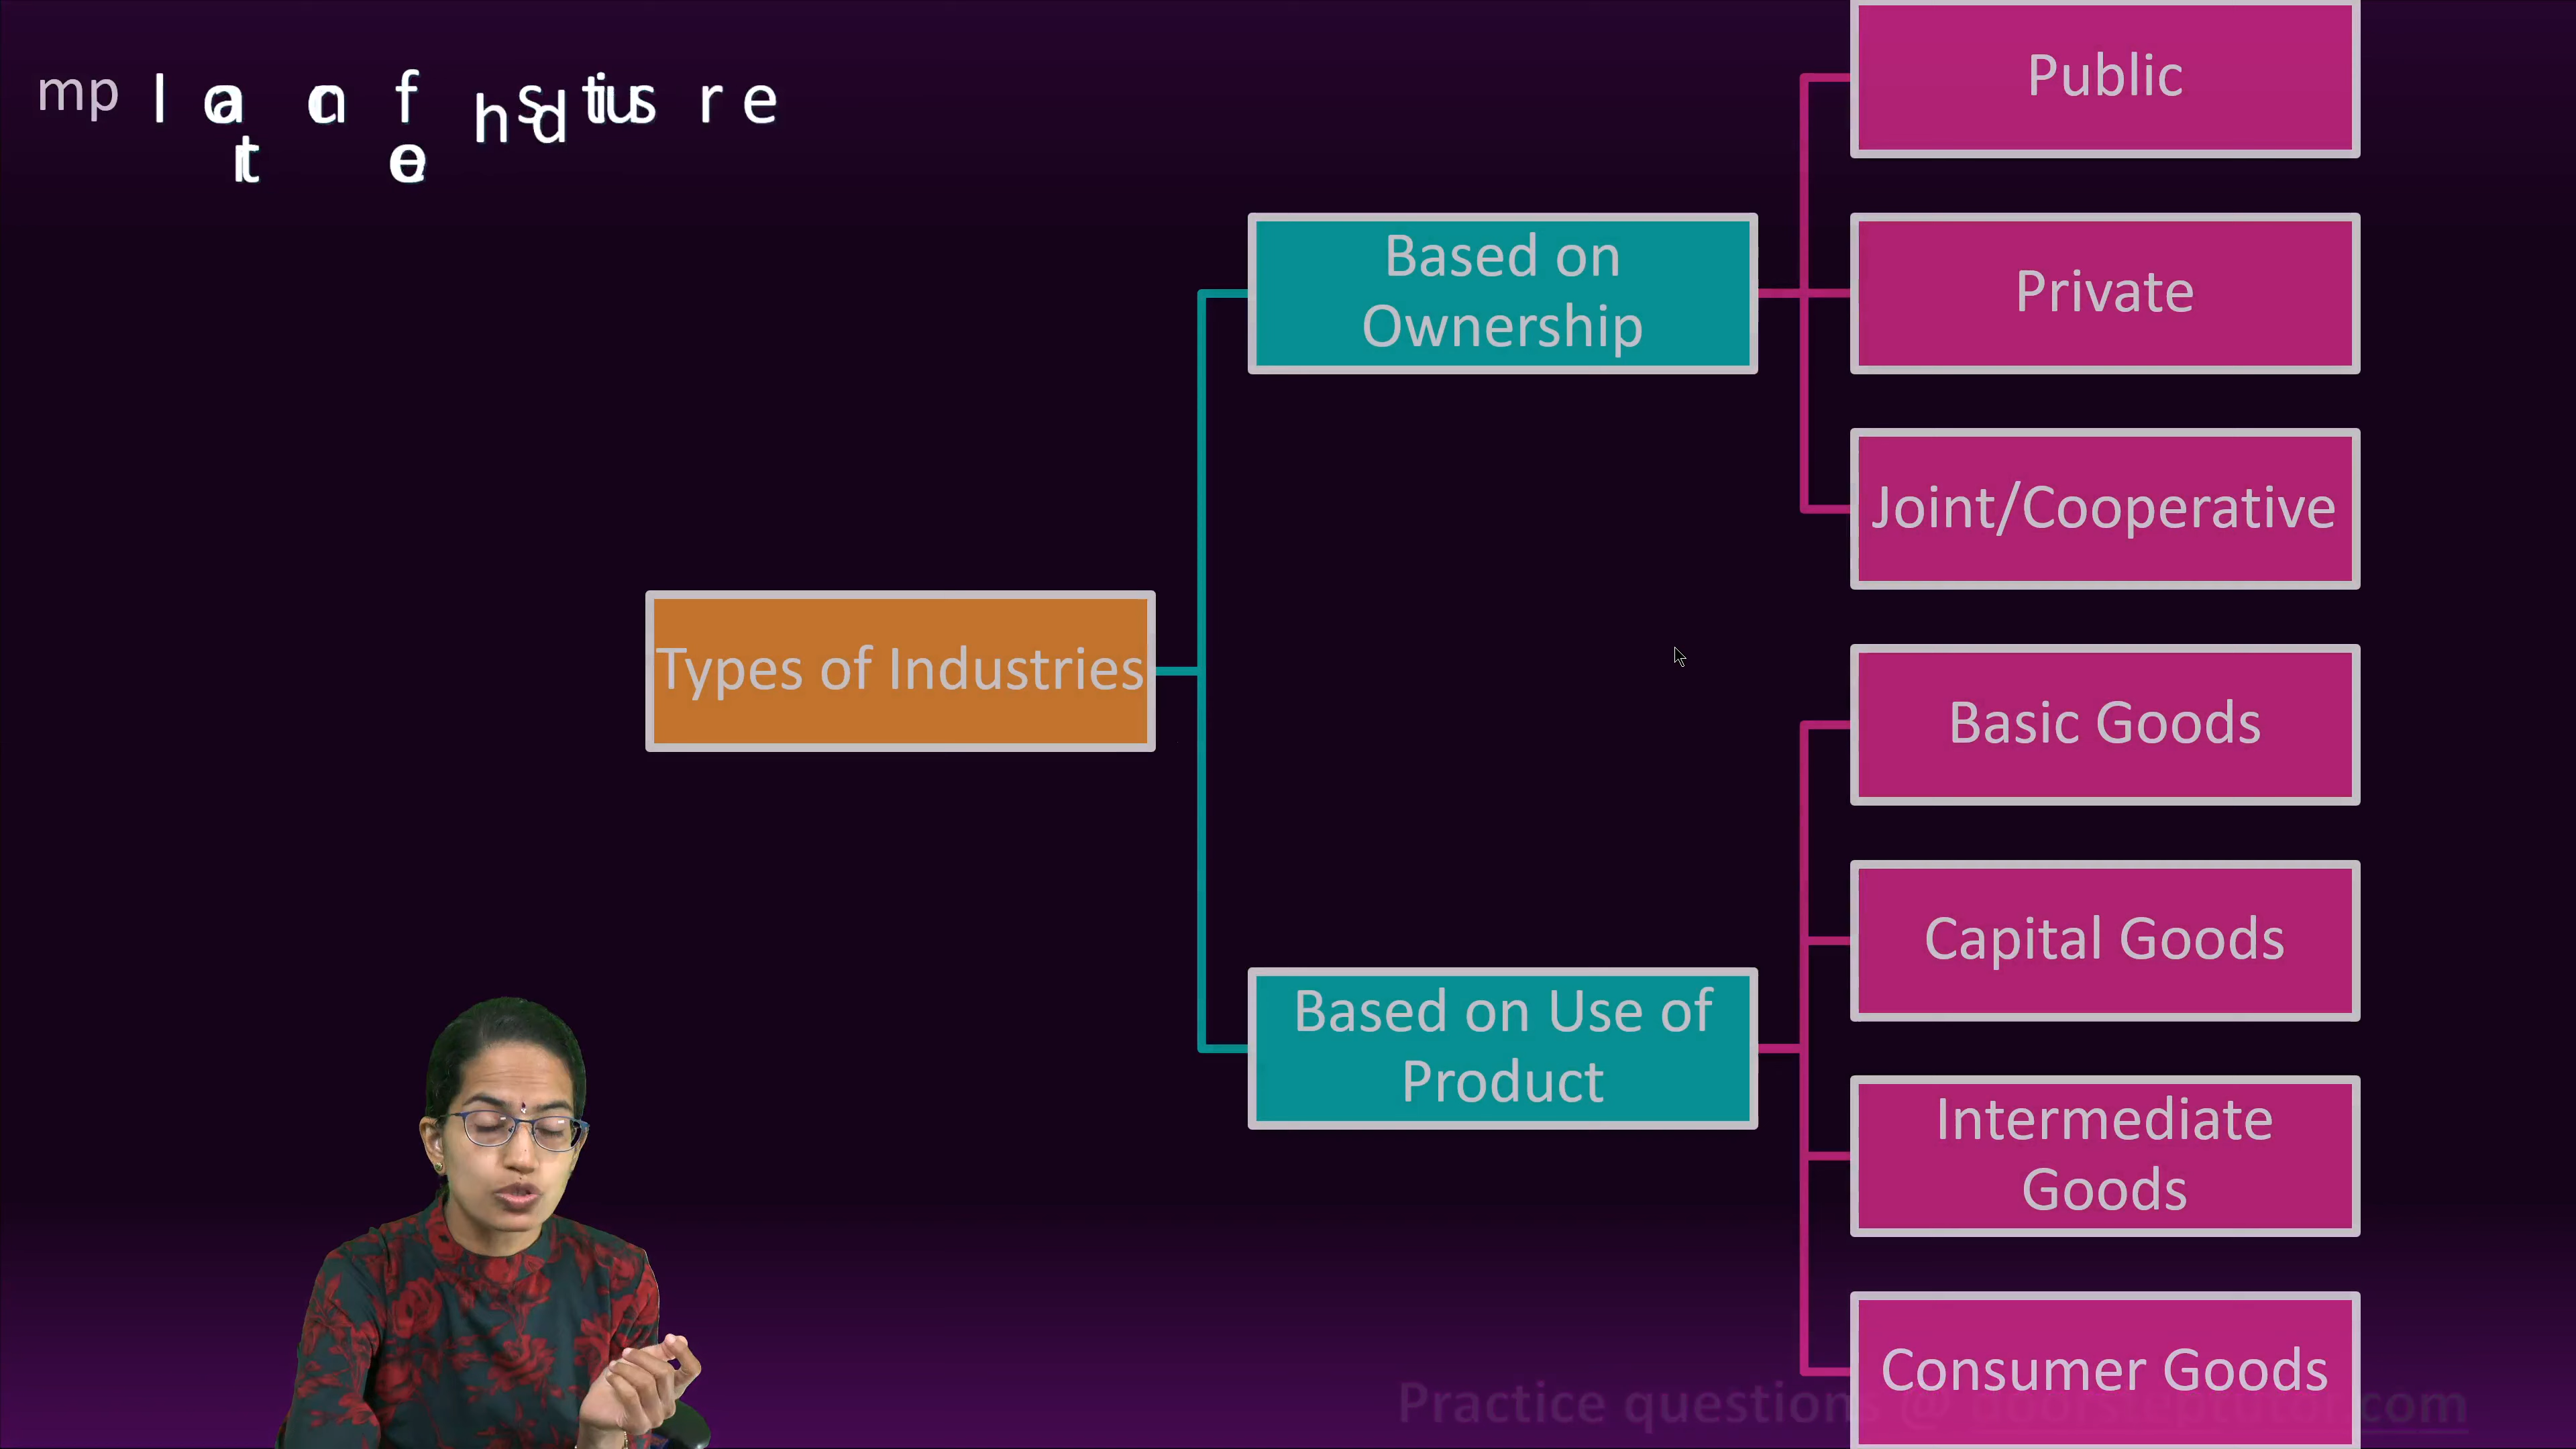 Public
Based on
Ownership
Private
Joint/Cooperative
Types of Industries
Basic Goods
Capital Goods
Based on Use of
Product
Intermediate
Goods
Consumer Goods
Practice questions @